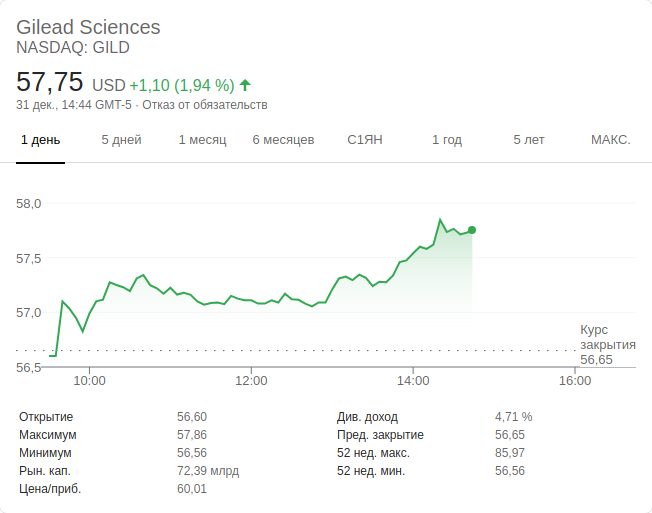 Gilead Sciences
NASDAQ: GILD
57,75 USD +1,10 (1,94 %)
31 дек., 14:44 GMT-5 · Отказ от обязательств
1 день 5 дней 1 месяц 6 месяцев С1ЯН 1 год 5 лет МАКС.
58,0
57,5
57,0
Курс
закрытия
56,65
56,5
10:00 12:00 14:00 16:00
Открытие 56,60 Див. доход 4,71 %
Максимум 57,86 Пред. закрытие 56,65
Минимум 56,56 52 нед. макс. 85,97
Рын. кап. 72,39 млрд 52 нед. мин. 56,56
Цена/приб. 60,01